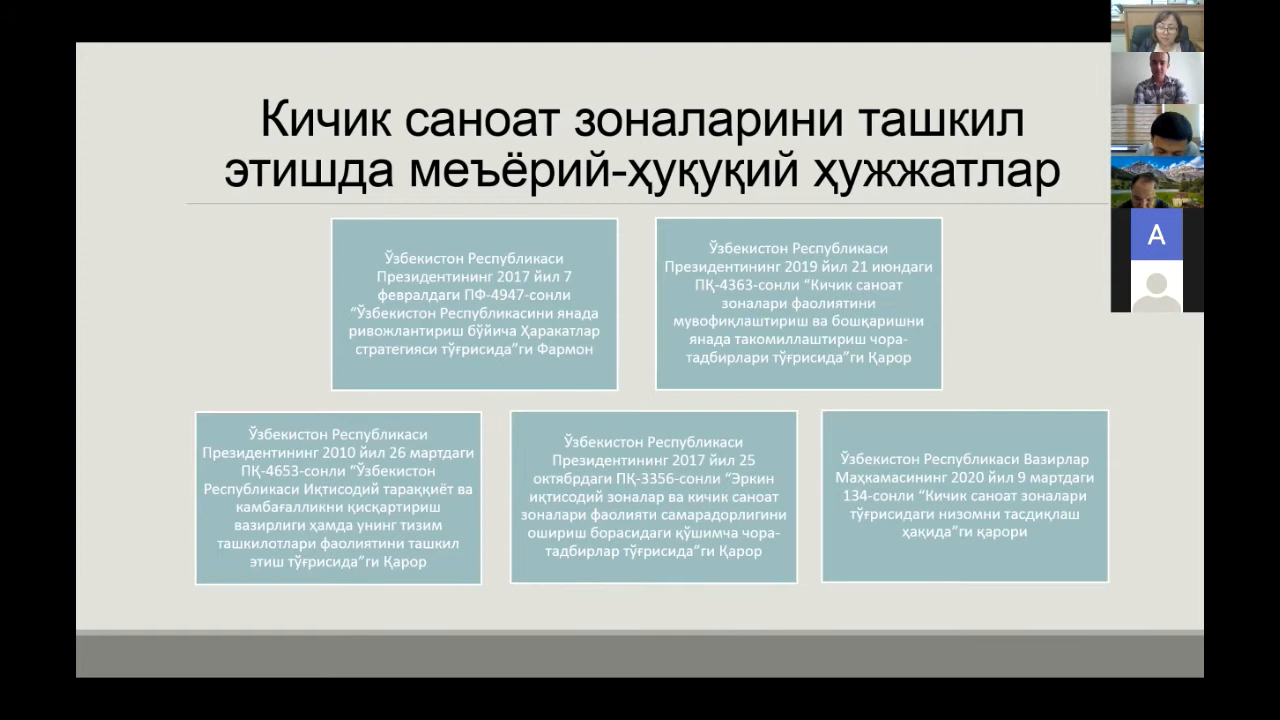 Кичик саноат зоналарини ташкил
этишда меъёрий-ҳуқуқий ҳужжатлар
Ўзбекистон Республикаси
Президентининг 2017 йил 7
февралдаги ПФ-4947-сонли
“Ўзбекистон Республикасини янада
ривожлантириш бўйича Ҳаракатлар
стратегияси тўғрисида”ги Фармон
Ўзбекистон Республикаси
Президентининг 2019 йил 21 июндаги
ПҚ-4363-сонли “Кичик саноат
зоналари фаолиятини
мувофиқлаштириш ва бошқаришни
янада такомиллаштириш чора-
тадбирлари тўғрисида”ги Қарор
Ўзбекистон Республикаси
Президентининг 2010 йил 26 мартдаги
ПҚ-4653-сонли “Ўзбекистон
Республикаси Иқтисодий тараққиёт ва
камбағалликни қисқартириш
вазирлиги ҳамда унинг тизим
ташкилотлари фаолиятини ташкил
этиш тўғрисида”ги Қарор
Ўзбекистон Республикаси
Президентининг 2017 йил 25
октябрдаги ПҚ-3356-сонли “Эркин
иқтисодий зоналар ва кичик саноат
зоналари фаолияти самарадорлигини
ошириш борасидаги қўшимча чора-
тадбирлар тўғрисида”ги Қарор
Ўзбекистон Республикаси Вазирлар
Маҳкамасининг 2020 йил 9 мартдаги
134-сонли “Кичик саноат зоналари
тўғрисидаги низомни тасдиқлаш
ҳақида”ги қарори
А